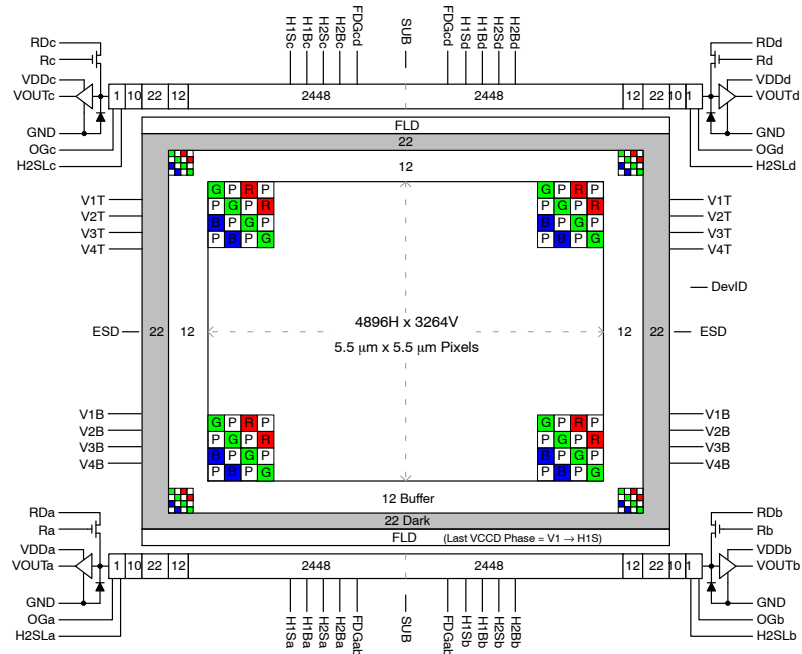 H1Sc H1Bc H2Sc H2Bc FDGcd SUB FDGcd H1Sd H1Bd H2Sd H2Bd
RDc RDd
Rc Rd
VDDc VDDd
VOUTc 1 10 22 12 2448 2448 12 22 10 1 VOUTd
GND FLD GND
OGc 22 OGd
H2SLc 12 H2SLd
G P R P G P R P
V1T P G P R P G P R V1T
V2T B P G P B P G P V2T
V3T P B P G P B P G V3T
V4T V4T
DevID
4896H x 3264V
ESD 22 12 12 22 ESD
5.5 μm x 5.5 μm Pixels
V1B G P R P G P R P V1B
V2B P G P R P G P R V2B
V3B B P G P B P G P V3B
V4B P B P G P B P G V4B
12 Buffer
RDa 22 Dark RDb
Ra FLD (Last VCCD Phase = V1 → H1S) Rb
VDDa VDDb
VOUTa 1 10 22 12 2448 2448 12 22 10 1 VOUTb
GND GND
OGa OGb
H2SLa H2SLb
H1Sa H1Ba H2Sa H2Ba FDGab SUB FDGab H1Sb H1Bb H2Sb H2Bb